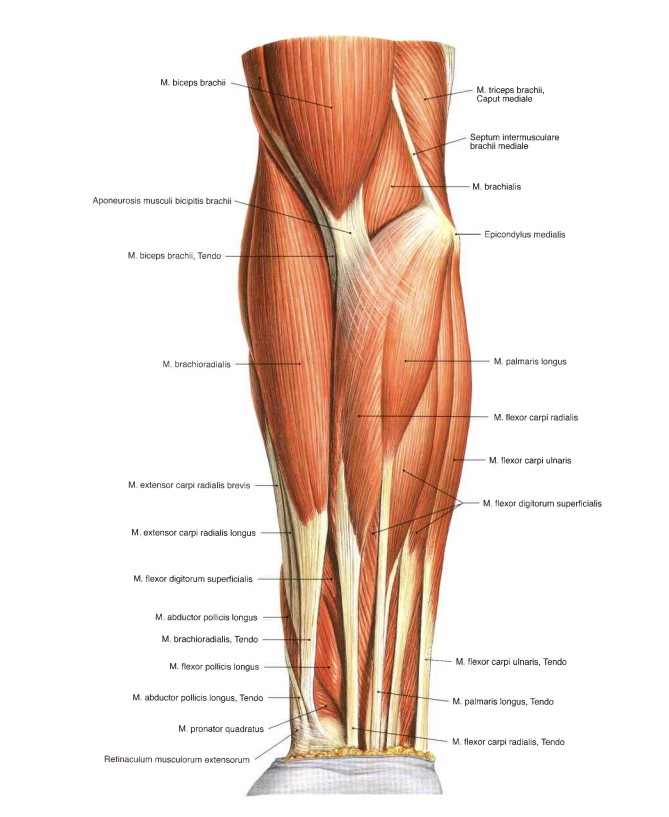 M. biceps brachii
Aponeurosis musculi bicipitis brachii
M. biceps brachii, Tendo
M. brachioradialis
M. extensor carpi radialis brevis
M. extensor carpi radialis longus
M. flexor digitorum superficialis
M. abductor pollicis longus
M. brachioradialis, Tendo
M. flexor pollicis longus
M. abductor pollicis longus, Tendo
M. pronator quadratus
Retinaculum musculorum extensorum
M. triceps brachii,
Caput mediale
Septum intermusculare
brachii mediale
M. brachialis
Epicondylus medialis
M. palmaris longus
M. flexor carpi radialis
M. flexor carpi ulnaris
M. flexor digitorum superficialis
M. flexor carpi ulnaris, Tendo
M. palmaris longus, Tendo
M. flexor carpi radialis, Tendo